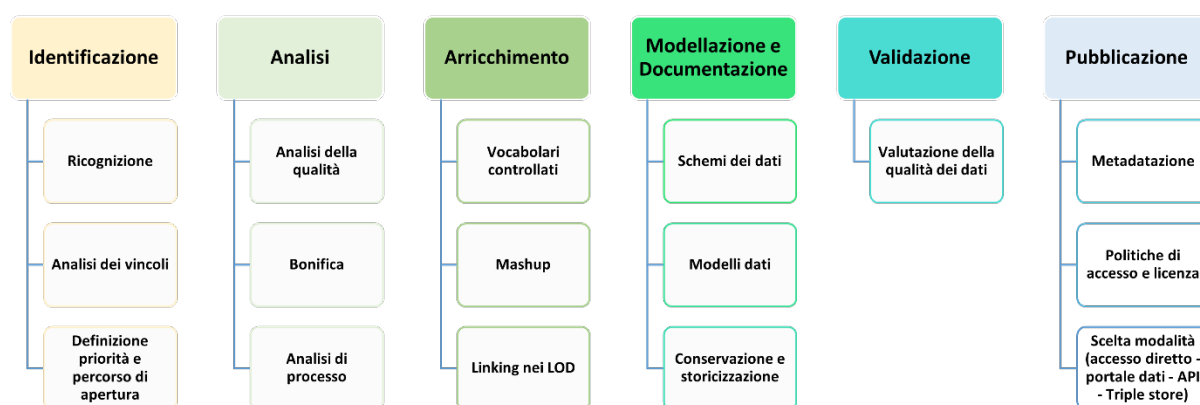 Identificazione
Ricognizione
Analisi dei vincoli
Definizione
priorità e
percorso di
apertura
Analisi
Analisi della
qualità
Bonifica
Analisi di
processo
Arricchimento
Vocabolari
controllati
Mashup
Linking nei LOD
Modellazione e
Documentazione
Schemi dei dati
Modelli dati
Conservazione e
storicizzazione
Validazione
Valutazione della
qualità dei dati
Pubblicazione
Metadatazione
Politiche di
accesso e licenza
Scelta modalità
(accesso diretto -
portale dati - API
- Triple store)